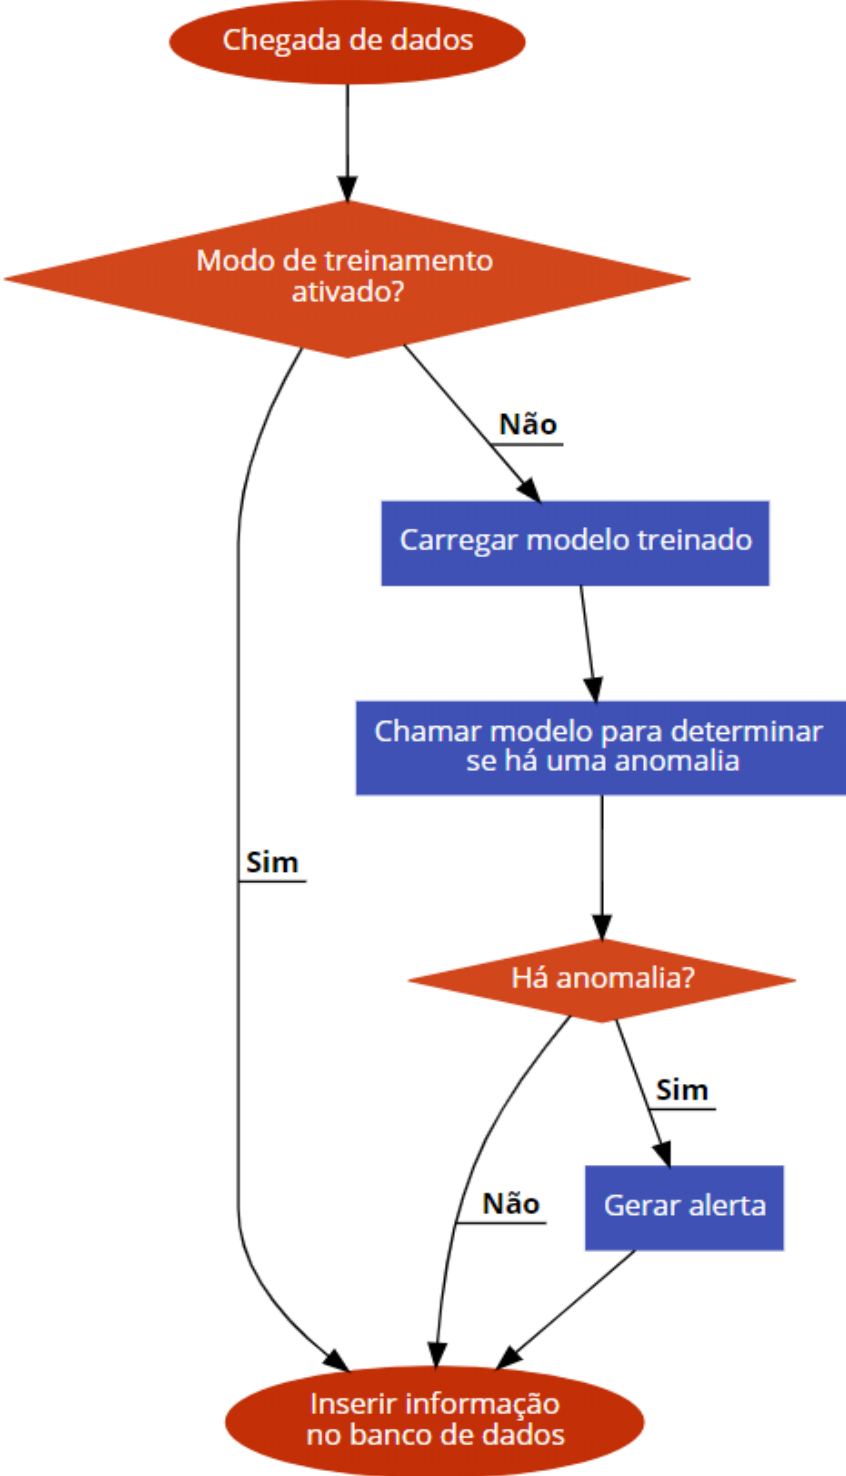 Chegada de dados
Modo de treinamento
ativado?
Não
Carregar modelo treinado
Chamar modelo para determinar
se há uma anomalia
Sim
Há anomalia?
Sim
Não
Gerar alerta
Inserir informação
no banco de dados